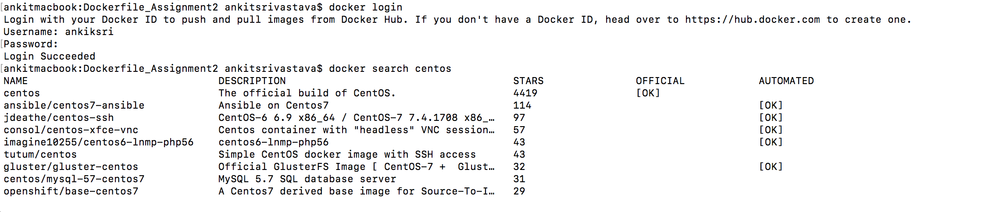 [ankitmacbook:Dockerfile_Assignment2 ankitsrivastava$ docker login
Login with your Docker ID to push and pull images from Docker Hub. If you don't have a Docker ID, head over to https://hub.docker.com to create one.
Username: ankiksri
[Password:
Login Succeeded
[ankitmacbook:Dockerfile_Assignment2 ankitsrivastava$ docker search centos
NAME DESCRIPTION STARS OFFICIAL AUTOMATED
centos The official build of CentOS. 4419 [OK]
ansible/centos7-ansible Ansible on Centos7 114 [OK]
jdeathe/centos-ssh CentOS-6 6.9 x86_64 / CentOS-7 7.4.1708 x86_… 97 [OK]
consol/centos-xfce-vnc Centos container with "headless" VNC session… 57 [OK]
imagine10255/centos6-lnmp-php56 centos6-lnmp-php56 43 [OK]
tutum/centos Simple CentOS docker image with SSH access 43
gluster/gluster-centos Official GlusterFS Image [ CentOS-7 +  Glust… 32 [OK]
centos/mysql-57-centos7 MySQL 5.7 SQL database server 31
openshift/base-centos7 A Centos7 derived base image for Source-To-I… 29